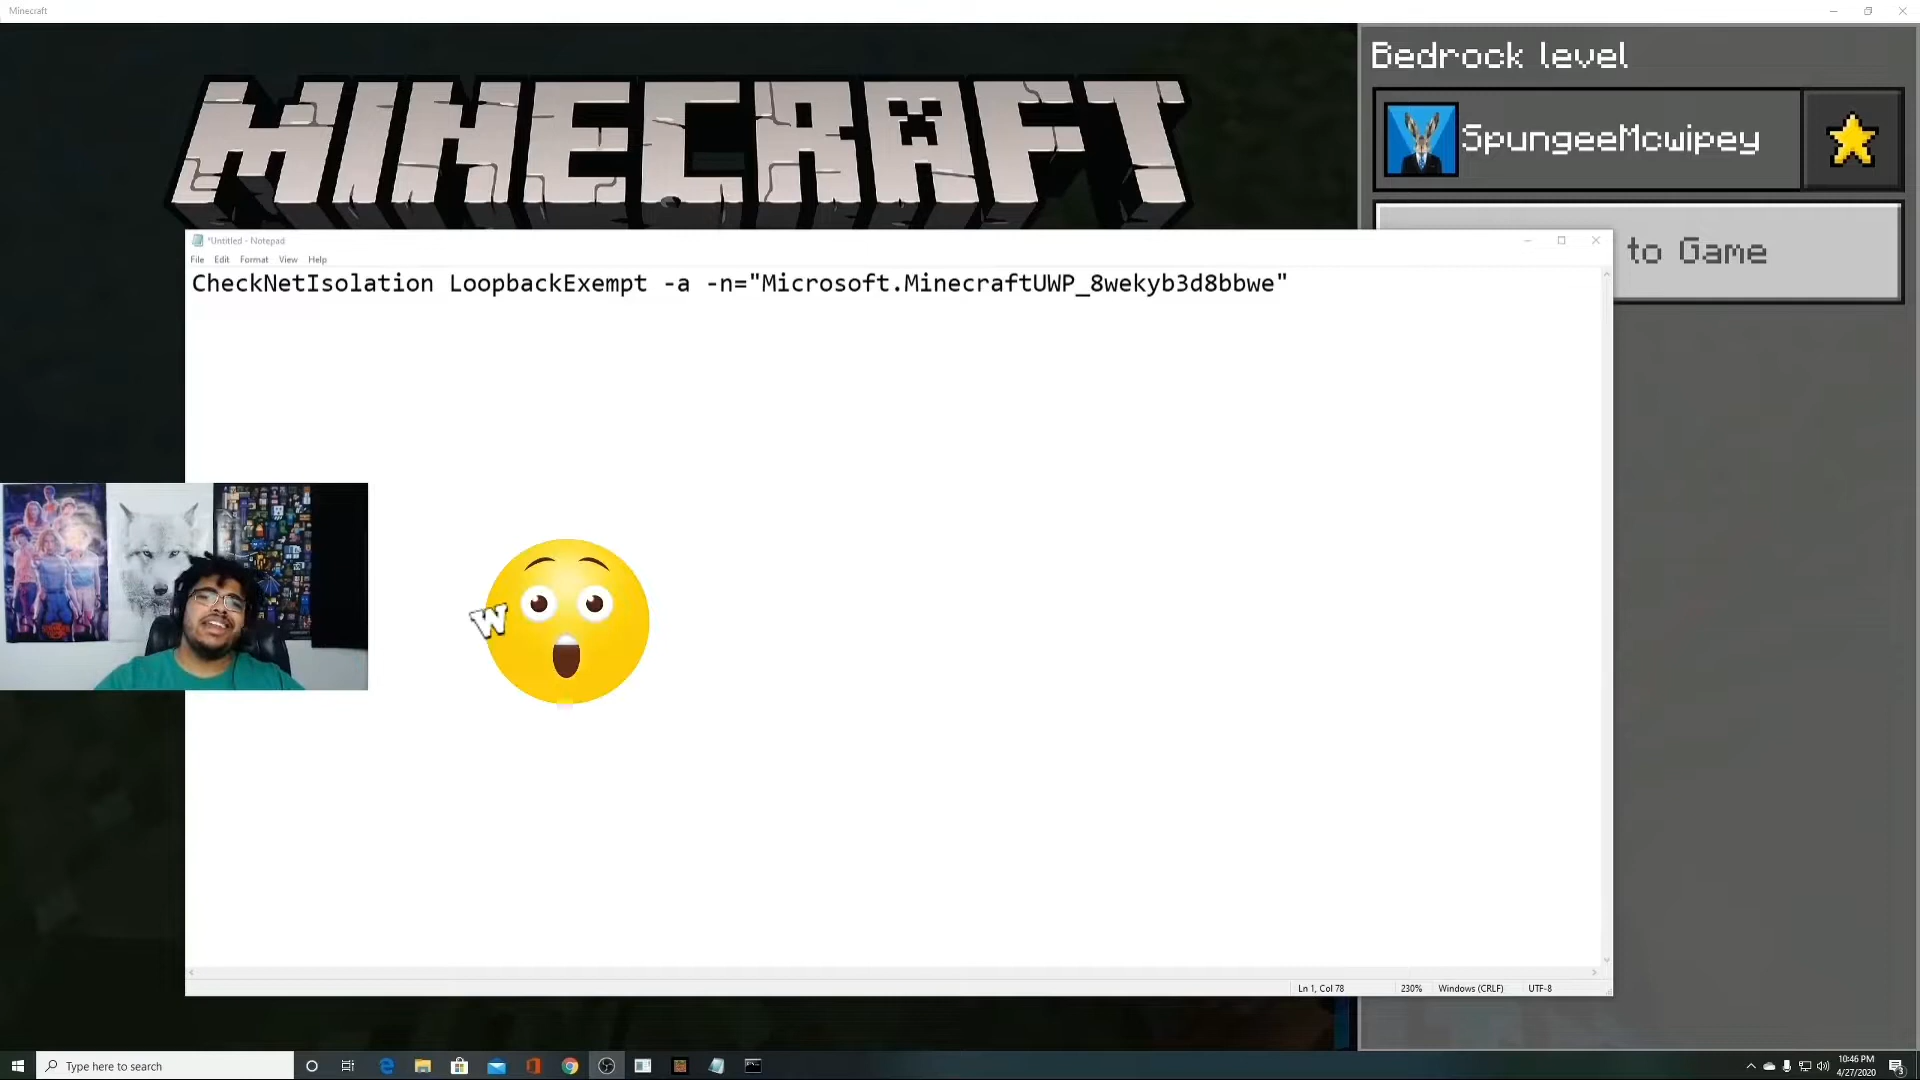 Minecraft
MINECRAFT
Bedrock level
SpungeeMcwipey
to Game
*Untitled - Notepad
File Edit Format View Help
CheckNetIsolation LoopbackExempt -a -n="Microsoft.MinecraftUWP_8wekyb3d8bbwe"
W
Ln 1, Col 78 230% Windows (CRLF) UTF-8
Type here to search
10:46 PM
4/27/2020
3